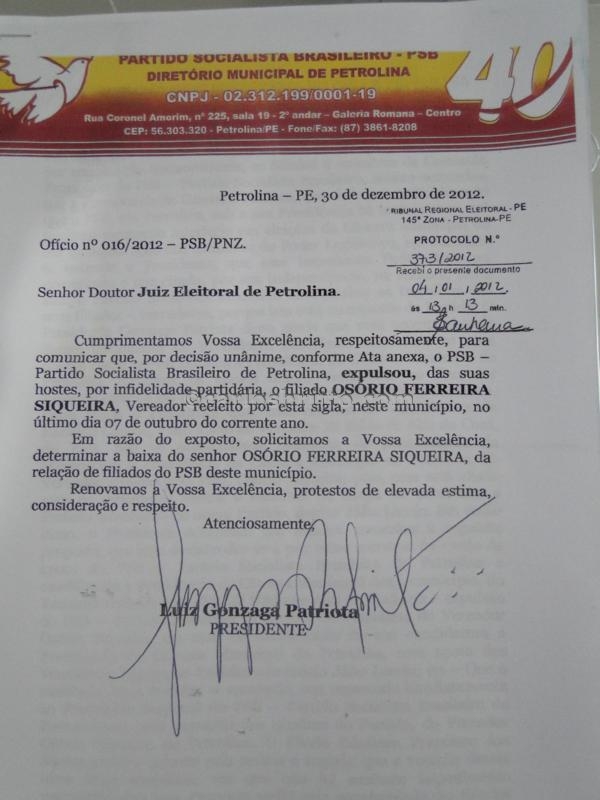 PARTIDO SOCIALISTA BRASILEIRO - PSB
DIRETÓRIO MUNICIPAL DE PETROLINA
CNPJ - 02.312.199/0001-19
Rua Coronel Amorim, nº 225, sala 19 - 2º andar – Galeria Romana – Centro
CEP: 56.303.320 - Petrolina/PE - Fone/Fax: (87) 3861-8208
40
Petrolina – PE, 30 de dezembro de 2012.
TRIBUNAL REGIONAL ELEITORAL - PE
145ª ZONA - PETROLINA-PE
Ofício nº 016/2012 – PSB/PNZ.
PROTOCOLO N.º
373/2012
Recebi o presente documento
04, 01, 2012,
às 13 h 13 min.
Senhor Doutor Juiz Eleitoral de Petrolina.
Cumprimentamos Vossa Excelência, respeitosamente, para
comunicar que, por decisão unânime, conforme Ata anexa, o PSB –
Partido Socialista Brasileiro de Petrolina, expulsou, das suas
hostes, por infidelidade partidária, o filiado OSÓRIO FERREIRA
SIQUEIRA, Vereador reeleito por esta sigla, neste município, no
último dia 07 de outubro do corrente ano.
Em razão do exposto, solicitamos a Vossa Excelência,
determinar a baixa do senhor OSÓRIO FERREIRA SIQUEIRA, da
relação de filiados do PSB deste município.
Renovamos a Vossa Excelência, protestos de elevada estima,
consideração e respeito.
Atenciosamente,
Luiz Gonzaga Patriota
PRESIDENTE